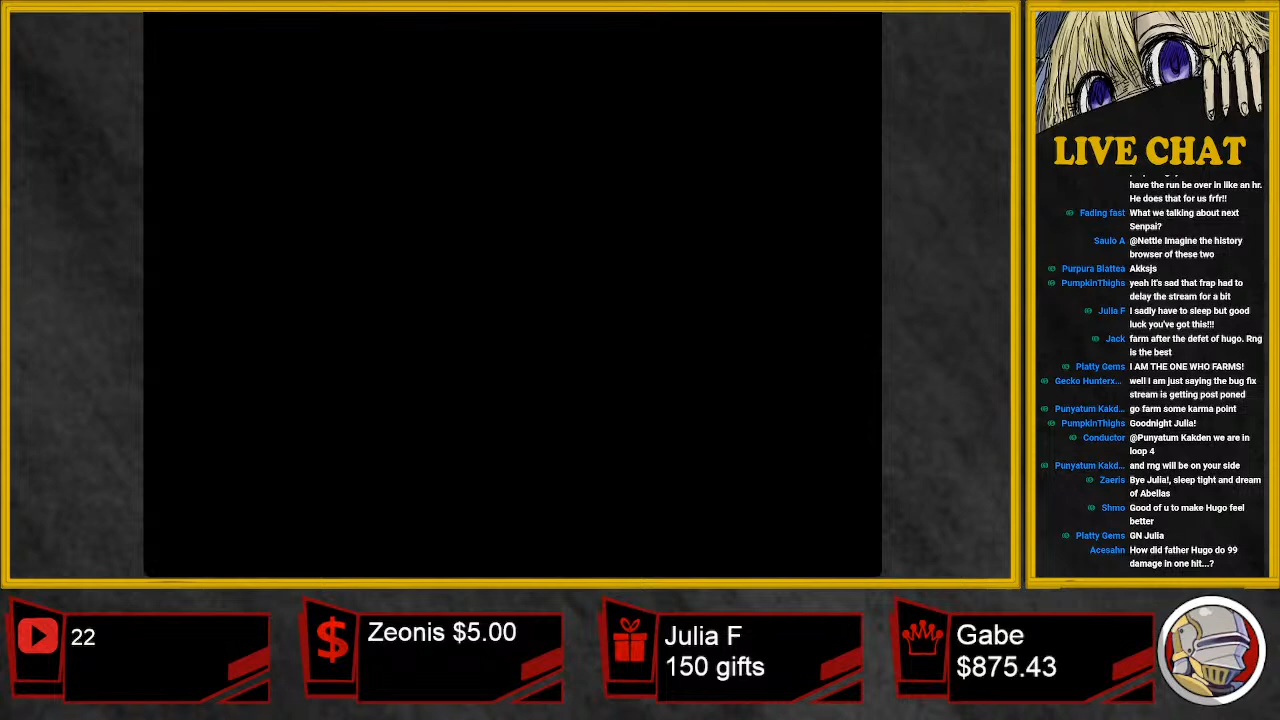 LIVE CHAT
have the run be over in like an hr.
He does that for us frfr!!
Fading fast What we talking about next
Senpai?
Saulo A @Nettle Imagine the history
browser of these two
Purpura Blattea Akksjs
PumpkinThighs yeah it's sad that frap had to
delay the stream for a bit
Julia F I sadly have to sleep but good
luck you've got this!!!
Jack farm after the defet of hugo. Rng
is the best
Platty Gems I AM THE ONE WHO FARMS!
Gecko Hunterx... well I am just saying the bug fix
stream is getting post poned
Punyatum Kakd... go farm some karma point
PumpkinThighs Goodnight Julia!
Conductor @Punyatum Kakden we are in
loop 4
Punyatum Kakd... and rng will be on your side
Zaeris Bye Julia!, sleep tight and dream
of Abellas
Shmo Good of u to make Hugo feel
better
Platty Gems GN Julia
Acesahn How did father Hugo do 99
damage in one hit...?
22
Zeonis $5.00
Julia F
150 gifts
Gabe
$875.43